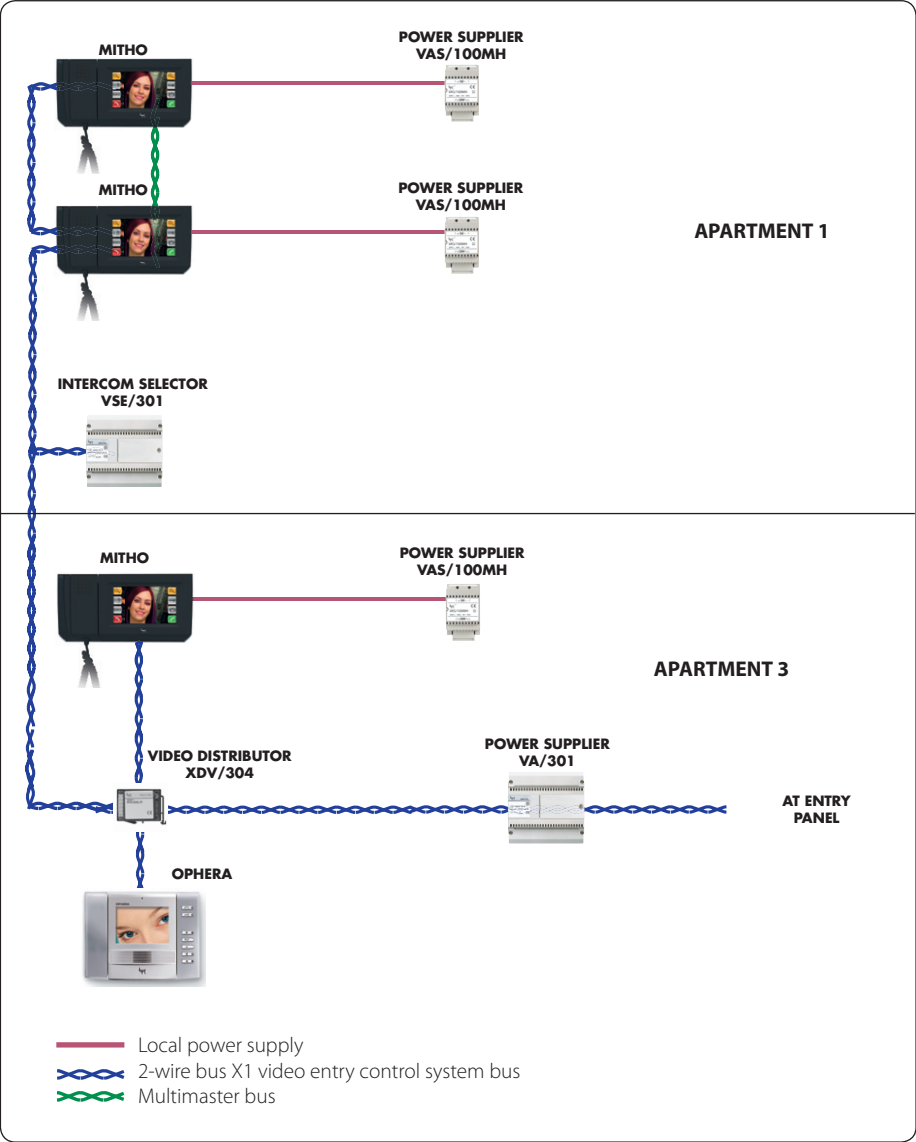 POWER SUPPLIER
VAS/100MH
MITHO
POWER SUPPLIER
VAS/100MH
MITHO
APARTMENT 1
INTERCOM SELECTOR
VSE/301
MITHO
POWER SUPPLIER
VAS/100MH
APARTMENT 3
VIDEO DISTRIBUTOR
XDV/304
POWER SUPPLIER
VA/301
AT ENTRY
PANEL
OPHERA
Local power supply
2-wire bus X1 video entry control system bus
Multimaster bus